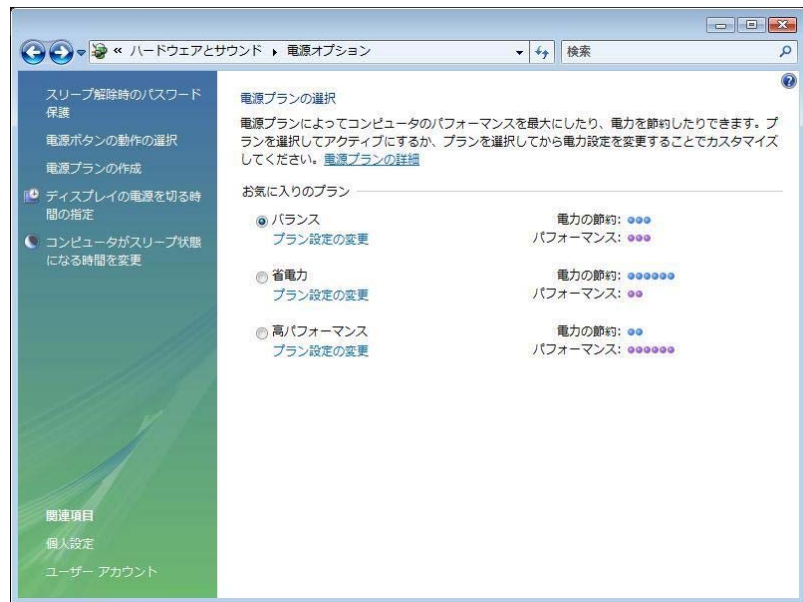 « ハードウェアとサウンド ▸ 電源オプション
検索
スリープ解除時のパスワード
保護
電源ボタンの動作の選択
電源プランの作成
ディスプレイの電源を切る時
間の指定
コンピュータがスリープ状態
になる時間を変更
関連項目
個人設定
ユーザー アカウント
電源プランの選択
電源プランによってコンピュータのパフォーマンスを最大にしたり、電力を節約したりできます。プ
ランを選択してアクティブにするか、プランを選択してから電力設定を変更することでカスタマイズ
してください。電源プランの詳細
お気に入りのプラン
バランス 電力の節約:
プラン設定の変更 パフォーマンス:
省電力 電力の節約:
プラン設定の変更 パフォーマンス:
高パフォーマンス 電力の節約:
プラン設定の変更 パフォーマンス: